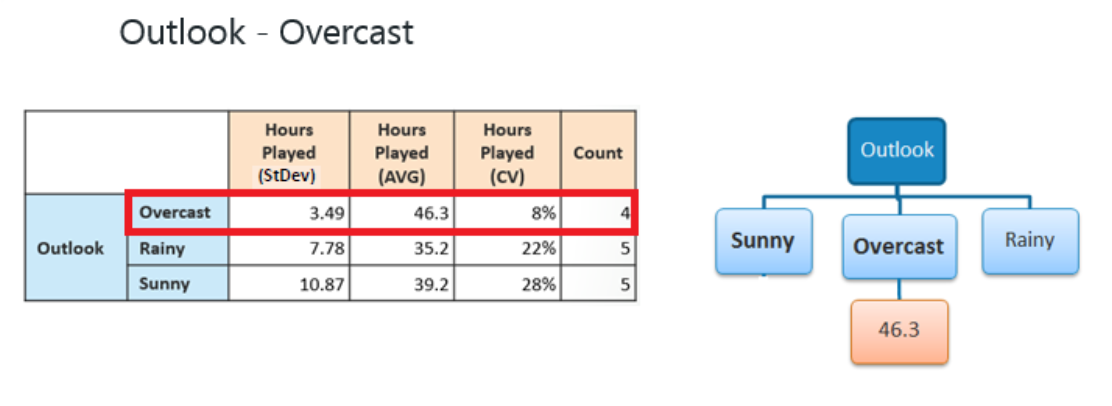 Outlook - Overcast
Hours Played (StDev) Hours Played (AVG) Hours Played (CV) Count
Outlook
Overcast 3.49 46.3 8% 4
Rainy 7.78 35.2 22% 5
Sunny 10.87 39.2 28% 5
Outlook
Sunny Overcast Rainy
46.3